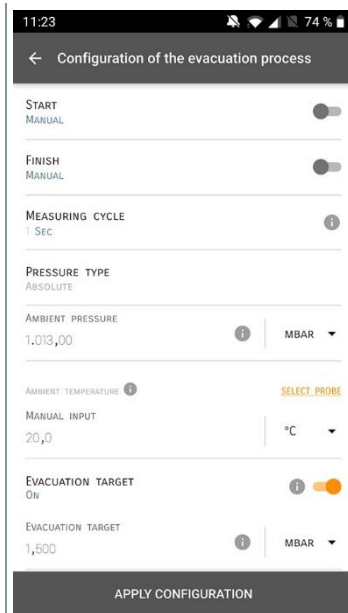 11:23
74 %
Configuration of the evacuation process
START
MANUAL
FINISH
MANUAL
MEASURING CYCLE
1 SEC
PRESSURE TYPE
ABSOLUTE
AMBIENT PRESSURE
1.013,00
MBAR
AMBIENT TEMPERATURE
SELECT PROBE
MANUAL INPUT
20,0
°C
EVACUATION TARGET
ON
EVACUATION TARGET
1,500
MBAR
APPLY CONFIGURATION